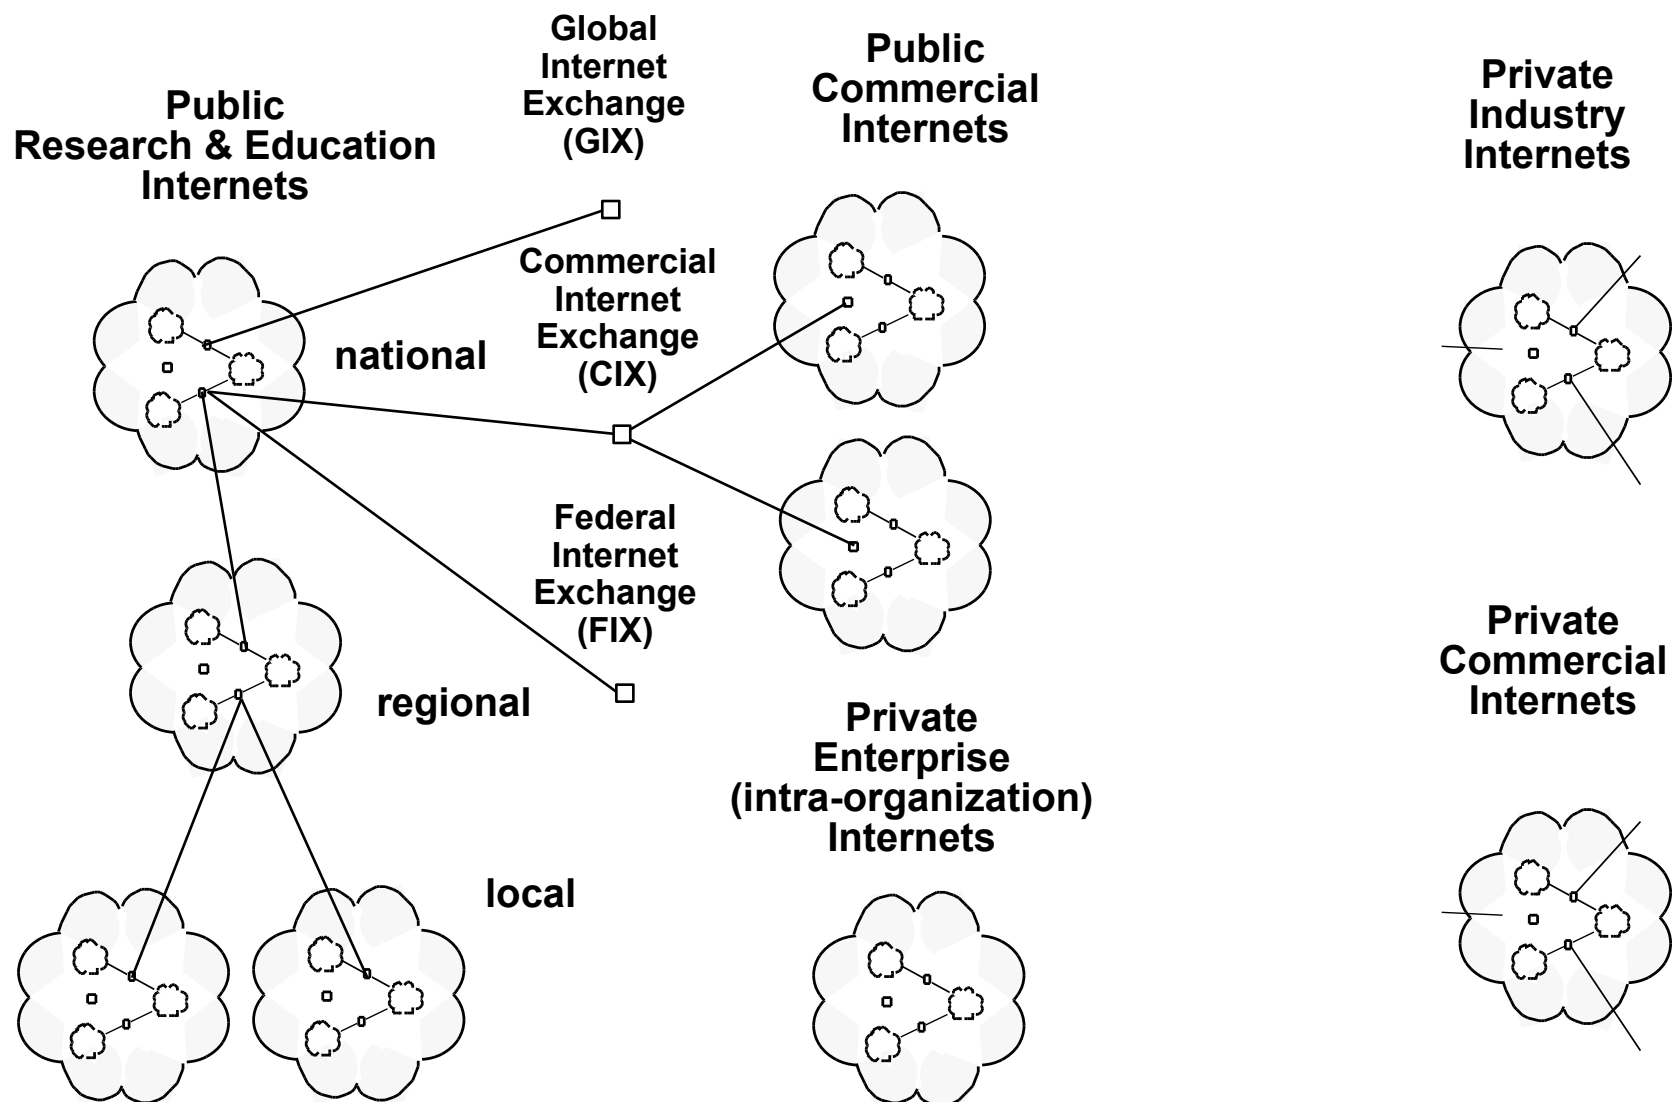 Public
Research & Education
Internets
Global
Internet
Exchange
(GIX)
Public
Commercial
Internets
Private
Industry
Internets
national
Commercial
Internet
Exchange
(CIX)
Federal
Internet
Exchange
(FIX)
regional
Private
Commercial
Internets
Private
Enterprise
(intra-organization)
Internets
local